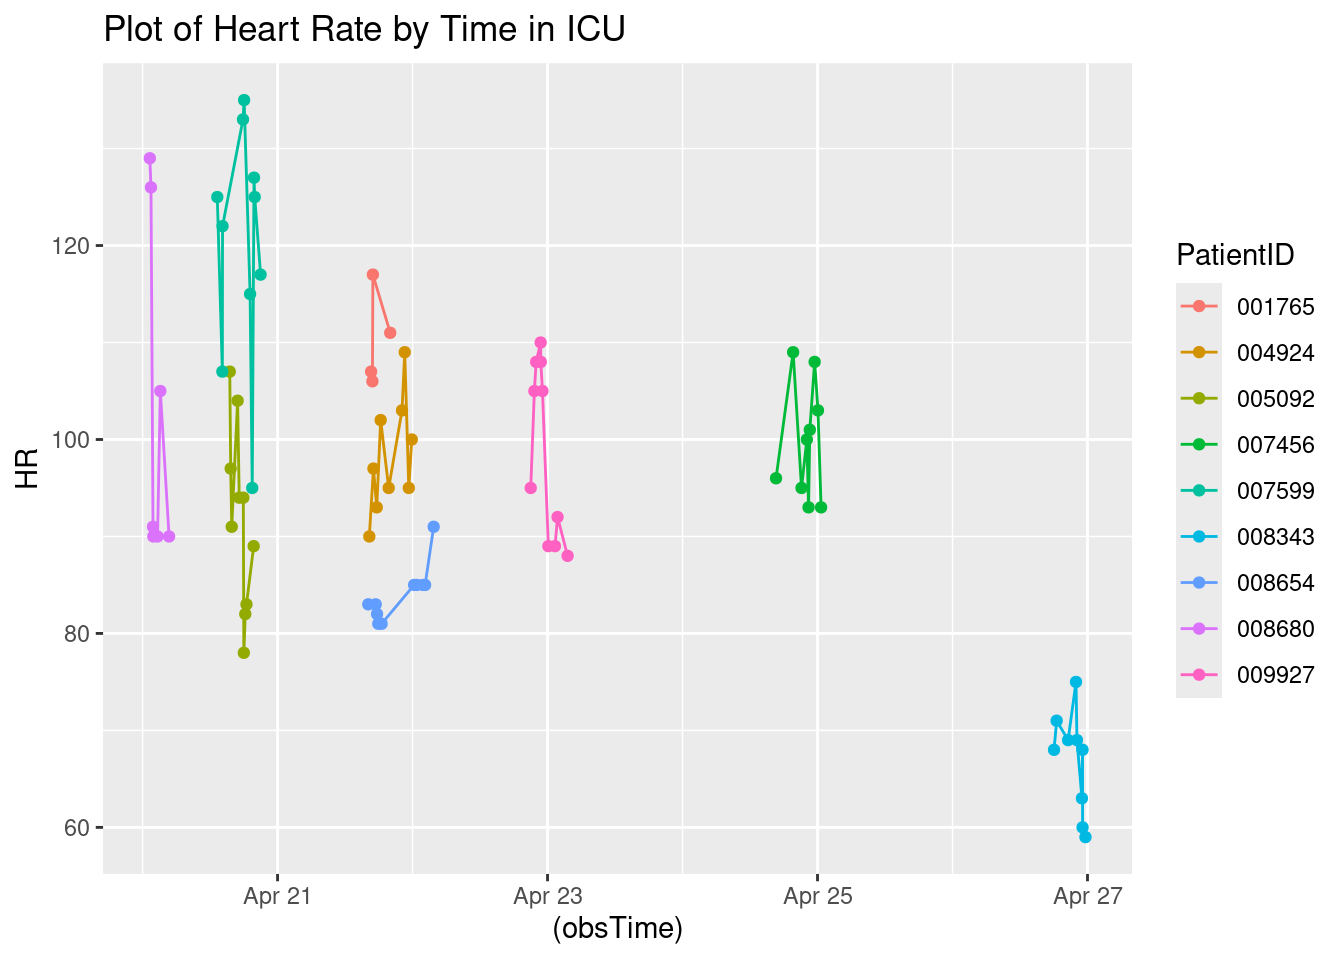 Plot of Heart Rate by Time in ICU
HR
120
100
80
60
Apr 21
Apr 23
Apr 25
Apr 27
(obsTime)
PatientID
001765
004924
005092
007456
007599
008343
008654
008680
009927